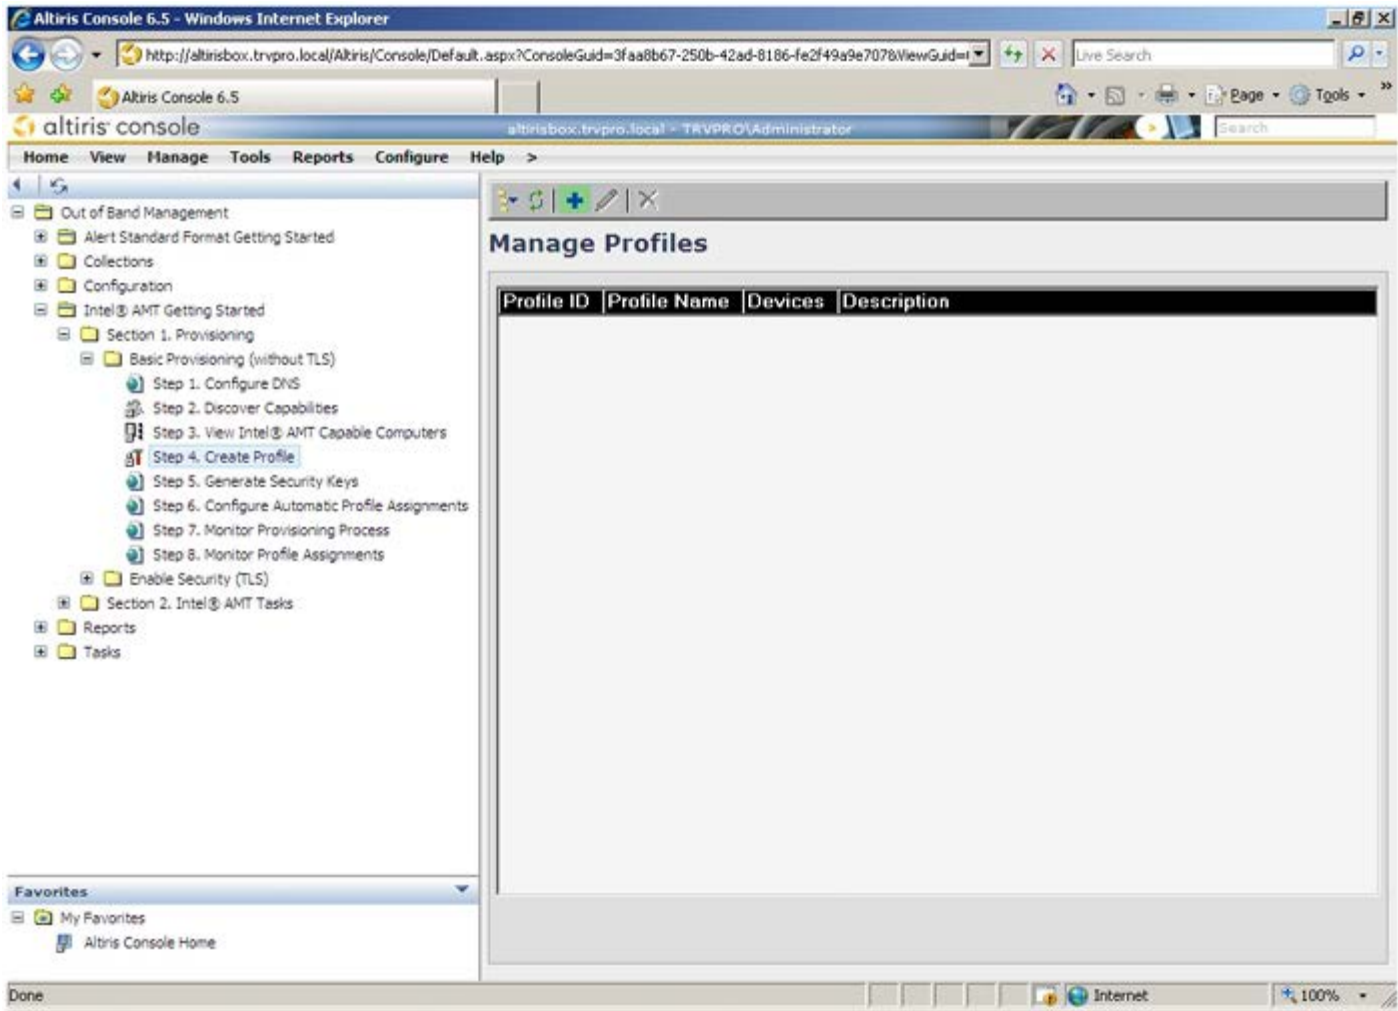 Altiris Console 6.5 - Windows Internet Explorer
http://altirisbox.trvpro.local/Altiris/Console/Default.aspx?ConsoleGuid=3faa8b67-250b-42ad-8186-fe2f49a9e707&ViewGuid=
Live Search
Altiris Console 6.5
Page
Tools
altiris console
altirisbox.trvpro.local - TRVPRO\Administrator
Search
Home View Manage Tools Reports Configure Help >
Out of Band Management
Alert Standard Format Getting Started
Collections
Configuration
Intel® AMT Getting Started
Section 1. Provisioning
Basic Provisioning (without TLS)
Step 1. Configure DNS
Step 2. Discover Capabilities
Step 3. View Intel® AMT Capable Computers
Step 4. Create Profile
Step 5. Generate Security Keys
Step 6. Configure Automatic Profile Assignments
Step 7. Monitor Provisioning Process
Step 8. Monitor Profile Assignments
Enable Security (TLS)
Section 2. Intel® AMT Tasks
Reports
Tasks
Manage Profiles
Profile ID Profile Name Devices Description
Favorites
My Favorites
Altiris Console Home
Done
Internet
100%